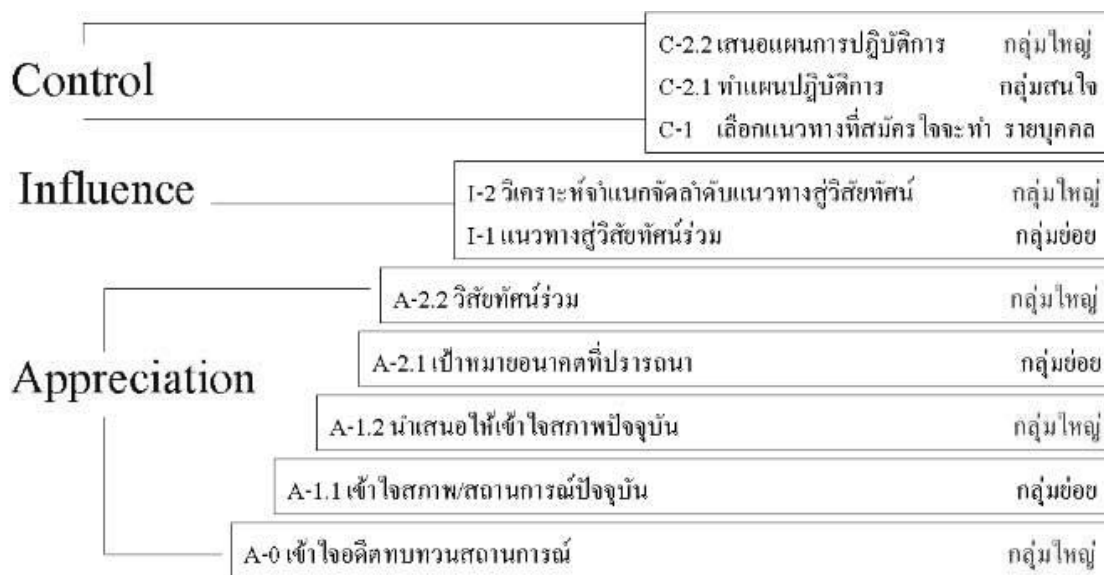 C-2.2 เสนอแผนการปฏิบัติการ กลุ่มใหญ่
Control
C-2.1 ทำแผนปฏิบัติการ กลุ่มสนใจ
C-1 เลือกแนวทางที่สมัครใจจะทำ รายบุคคล
Influence
I-2 วิเคราะห์จำแนกจัดลำดับแนวทางสู่วิสัยทัศน์ กลุ่มใหญ่
I-1 แนวทางสู่วิสัยทัศน์ร่วม กลุ่มย่อย
A-2.2 วิสัยทัศน์ร่วม กลุ่มใหญ่
Appreciation
A-2.1 เป้าหมายอนาคตที่ปรารถนา กลุ่มย่อย
A-1.2 นำเสนอให้เข้าใจสภาพปัจจุบัน กลุ่มใหญ่
A-1.1 เข้าใจสภาพ/สถานการณ์ปัจจุบัน กลุ่มย่อย
A-0 เข้าใจอดีตทบทวนสถานการณ์ กลุ่มใหญ่